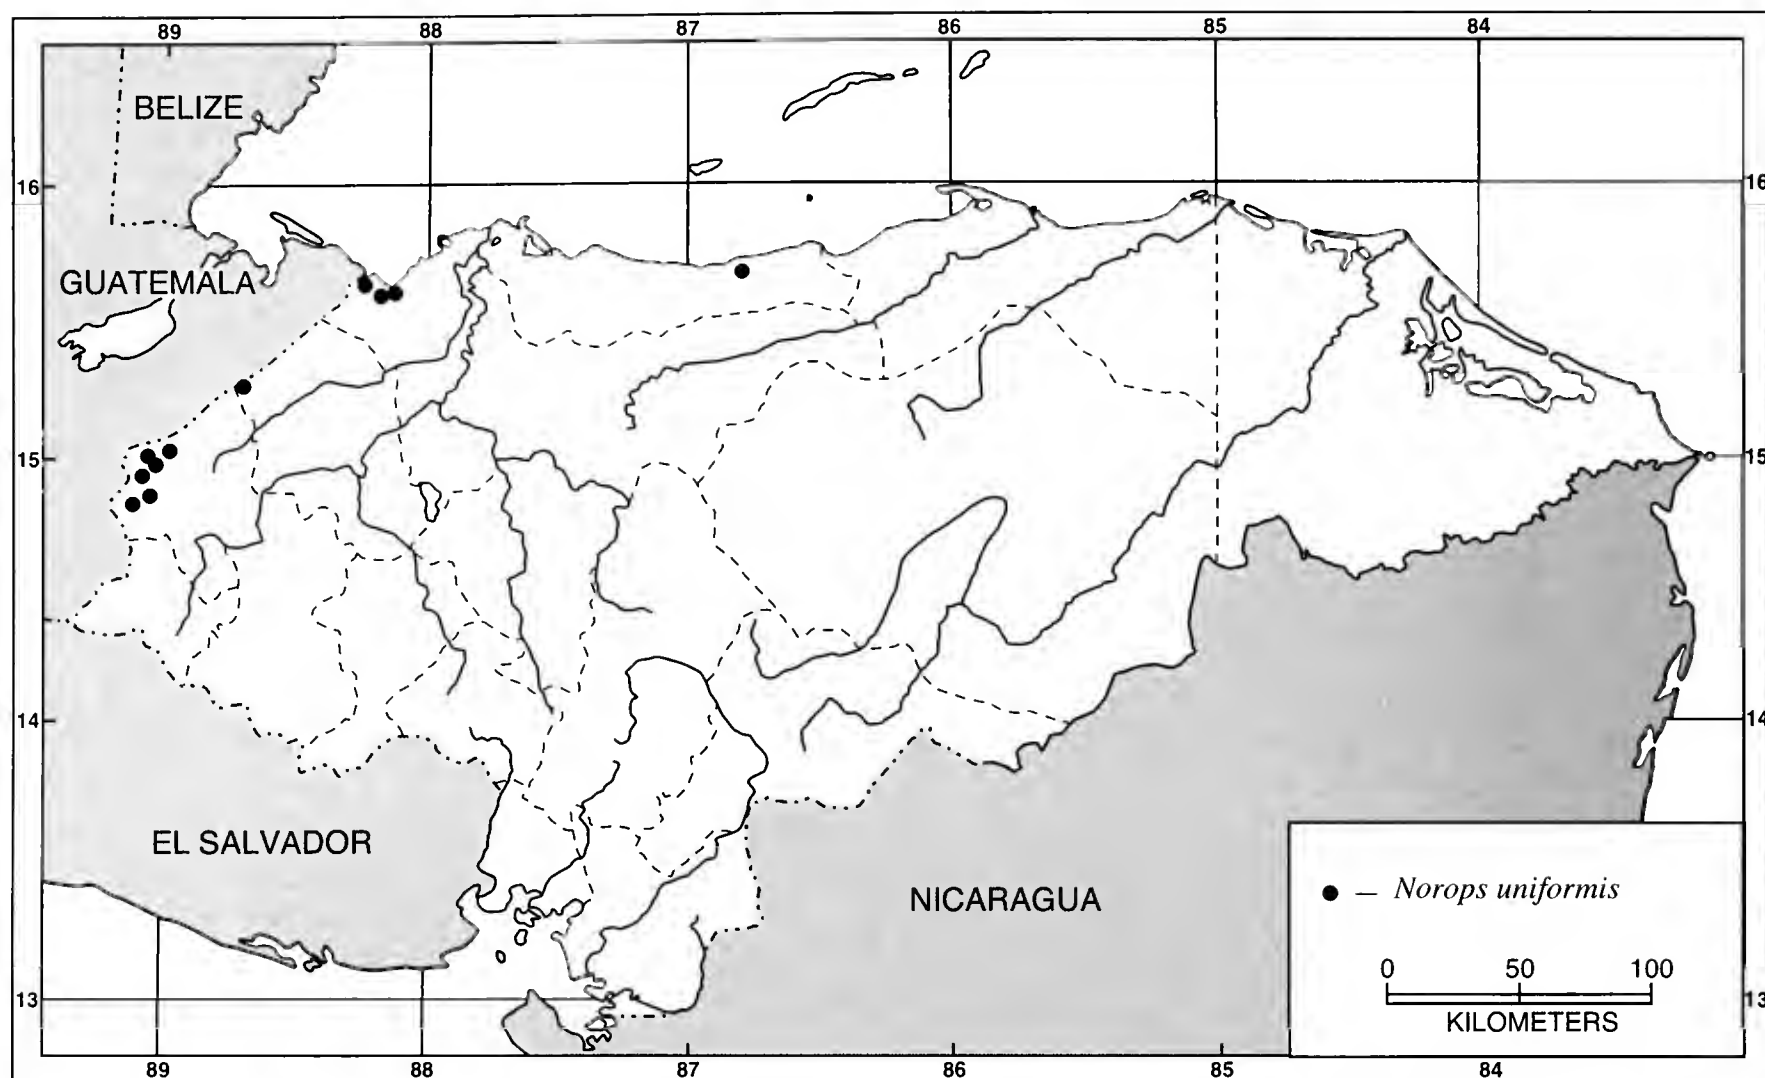 89 88 87 86 85 84
BELIZE
16 16
GUATEMALA
15 15
14 14
EL SALVADOR
NICARAGUA
— Norops uniformis
0 50 100
13 13
KILOMETERS
89 88 87 86 85 84